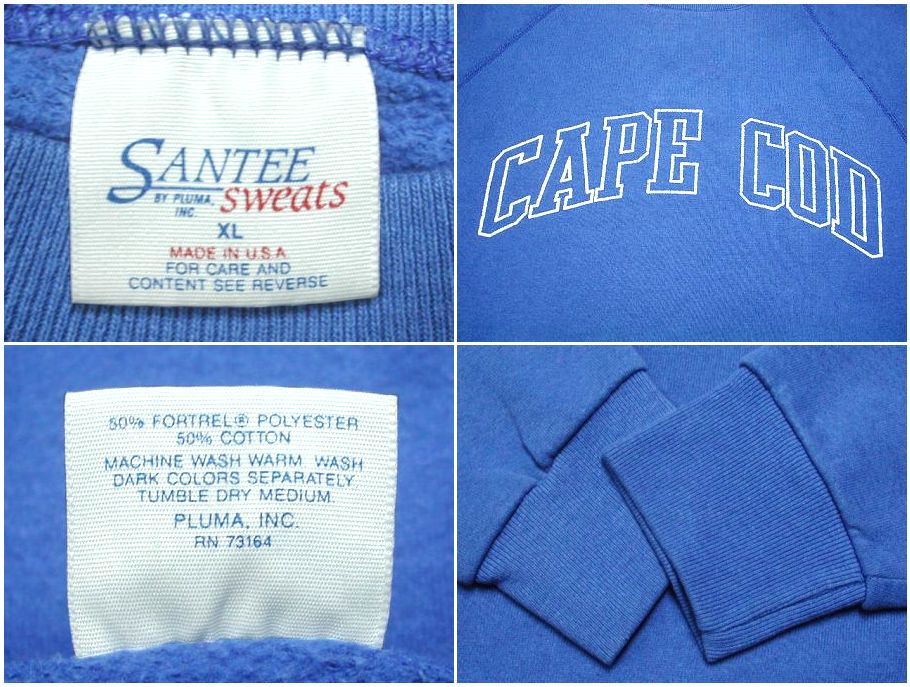 SANTEE
BY PLUMA, INC.
sweats
XL
MADE IN U.S.A
FOR CARE AND
CONTENT SEE REVERSE
CAPE COD
50% FORTREL® POLYESTER
50% COTTON
MACHINE WASH WARM WASH
DARK COLORS SEPARATELY
TUMBLE DRY MEDIUM
PLUMA, INC.
RN 73164